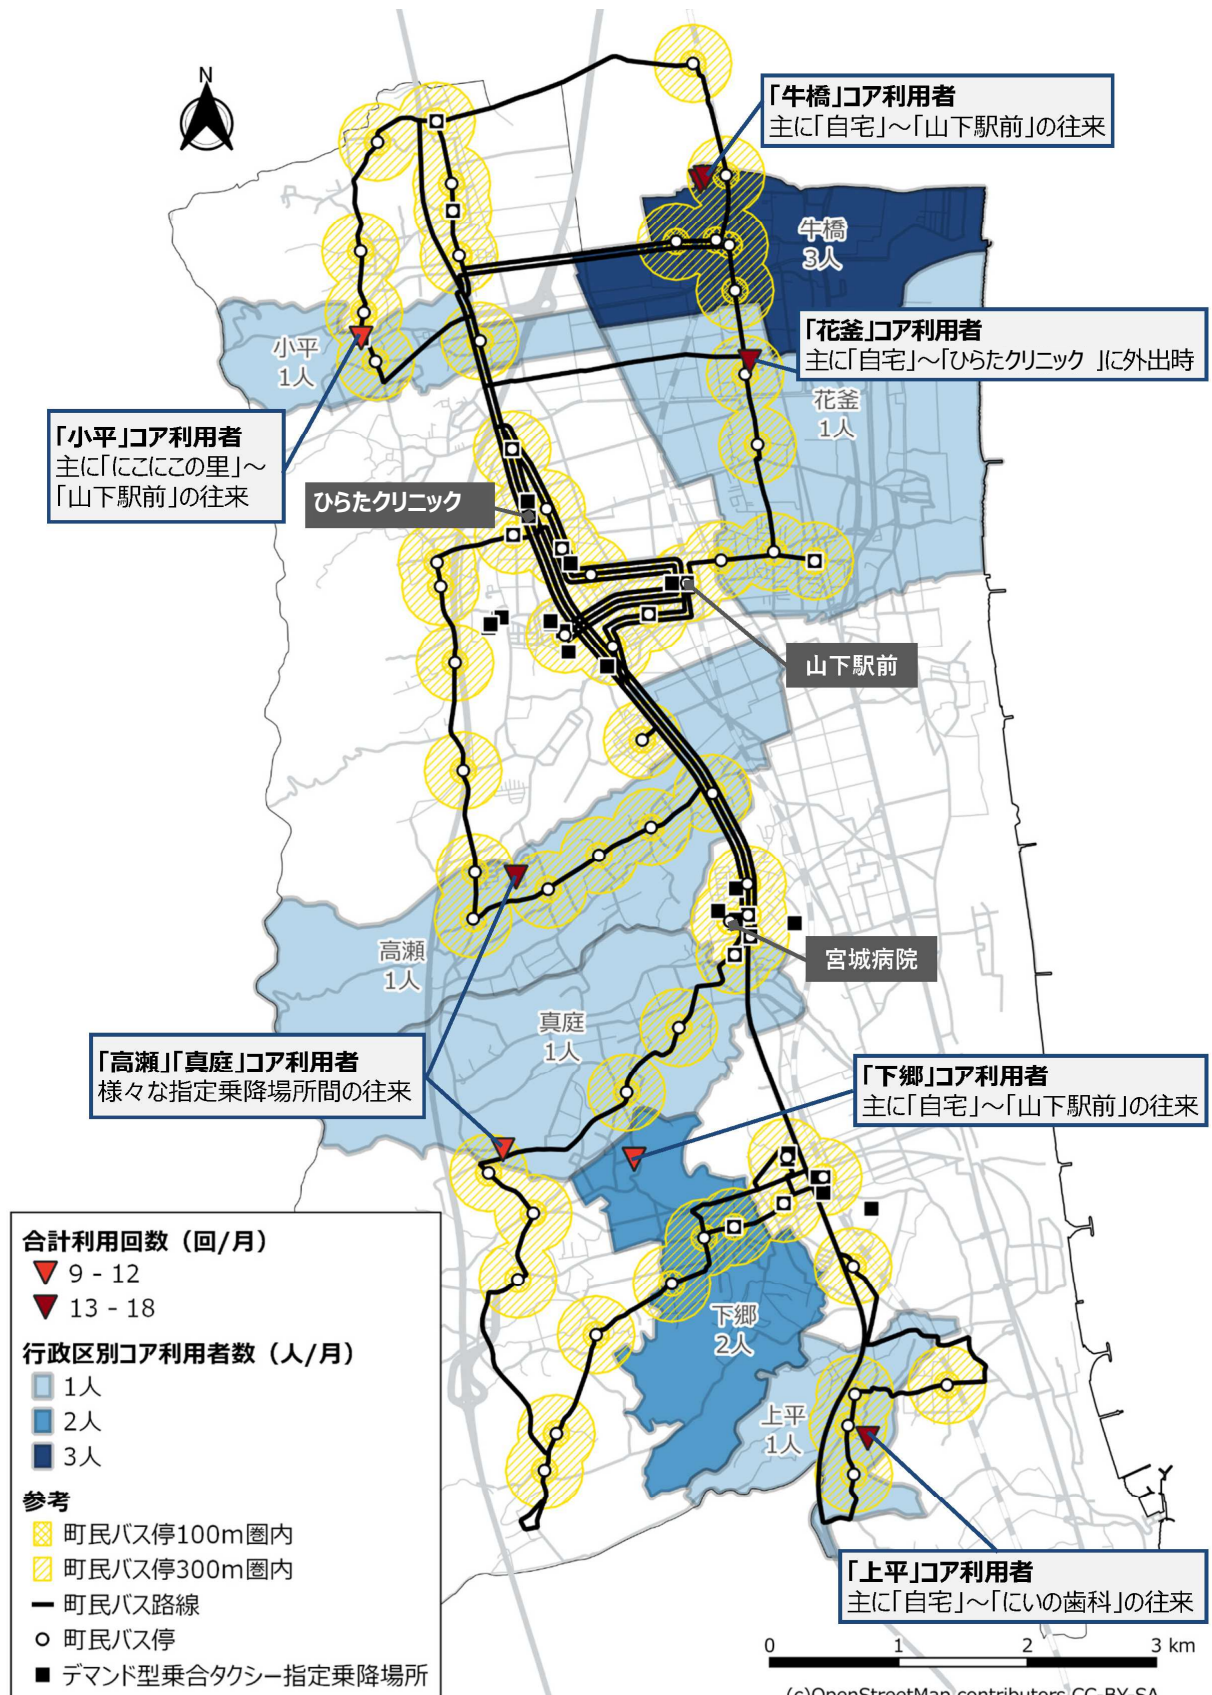 N
「牛橋」コア利用者
主に「自宅」～「山下駅前」の往来
牛橋
3人
「花釜」コア利用者
主に「自宅」～「ひらたクリニック 」に外出時
小平
1人
花釜
1人
「小平」コア利用者
主に「にこにこの里」～
「山下駅前」の往来
ひらたクリニック
山下駅前
高瀬
1人
宮城病院
真庭
1人
「高瀬」「真庭」コア利用者
様々な指定乗降場所間の往来
「下郷」コア利用者
主に「自宅」～「山下駅前」の往来
下郷
2人
上平
1人
「上平」コア利用者
主に「自宅」～「にいの歯科」の往来
合計利用回数（回/月）
9 - 12
13 - 18
行政区別コア利用者数（人/月）
1人
2人
3人
参考
町民バス停100m圏内
町民バス停300m圏内
町民バス路線
町民バス停
デマンド型乗合タクシー指定乗降場所
0 1 2 3 km
(c)OpenStreetMap contributors CC-BY-SA